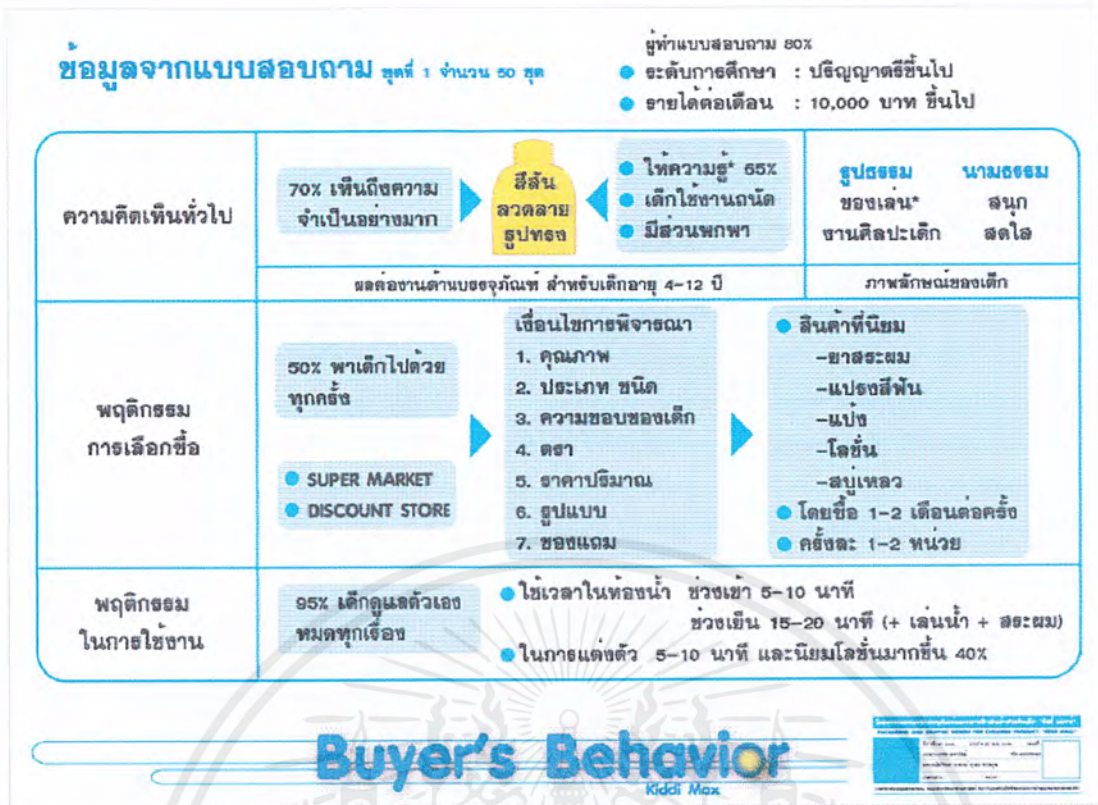 ข้อมูลจากแบบสอบถาม ชุดที่ 1 จำนวน 50 ชุด
ผู้ทำแบบสอบถาม 80%
● ระดับการศึกษา : ปริญญาตรีขึ้นไป
● รายได้ต่อเดือน : 10,000 บาท ขึ้นไป
ความคิดเห็นทั่วไป
70% เห็นถึงความ
จำเป็นอย่างมาก
สีสัน
ลวดลาย
รูปทรง
● ให้ความรู้* 65%
● เด็กใช้งานถนัด
● มีส่วนพกพา
ผลต่องานด้านบรรจุภัณฑ์ สำหรับเด็กอายุ 4-12 ปี
รูปธรรม นามธรรม
ของเล่น* สนุก
งานศิลปะเด็ก สดใส
ภาพลักษณ์ของเด็ก
พฤติกรรม
การเลือกซื้อ
50% พาเด็กไปด้วย
ทุกครั้ง
● SUPER MARKET
● DISCOUNT STORE
เงื่อนไขการพิจารณา
1. คุณภาพ
2. ประเภท ชนิด
3. ความชอบของเด็ก
4. ตรา
5. ราคาปริมาณ
6. รูปแบบ
7. ของแถม
● สินค้าที่นิยม
-ยาสระผม
-แปรงสีฟัน
-แป้ง
-โลชั่น
-สบู่เหลว
● โดยซื้อ 1-2 เดือนต่อครั้ง
● ครั้งละ 1-2 หน่วย
พฤติกรรม
ในการใช้งาน
95% เด็กดูแลตัวเอง
หมดทุกเรื่อง
● ใช้เวลาในห้องน้ำ ช่วงเช้า 5-10 นาที
ช่วงเย็น 15-20 นาที (+ เล่นน้ำ + สระผม)
● ในการแต่งตัว 5-10 นาที และนิยมโลชั่นมากขึ้น 40%
Buyer's Behavior
Kiddi Max